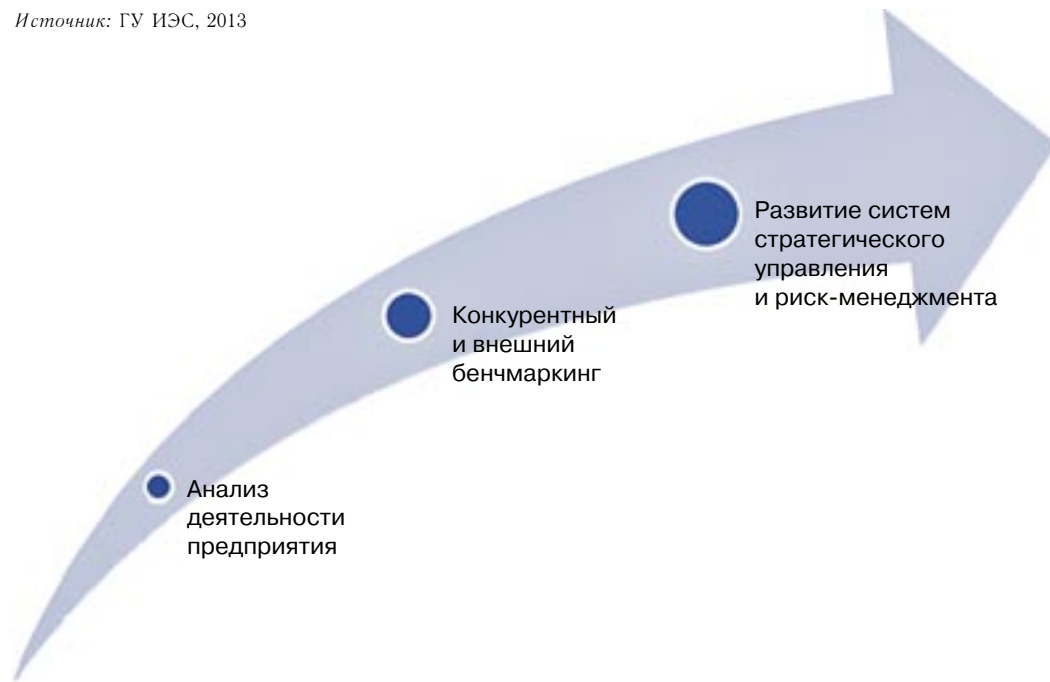 Источник: ГУ ИЭС, 2013
Развитие систем
стратегического
управления
и риск-менеджмента
Конкурентный
и внешний
бенчмаркинг
Анализ
деятельности
предприятия